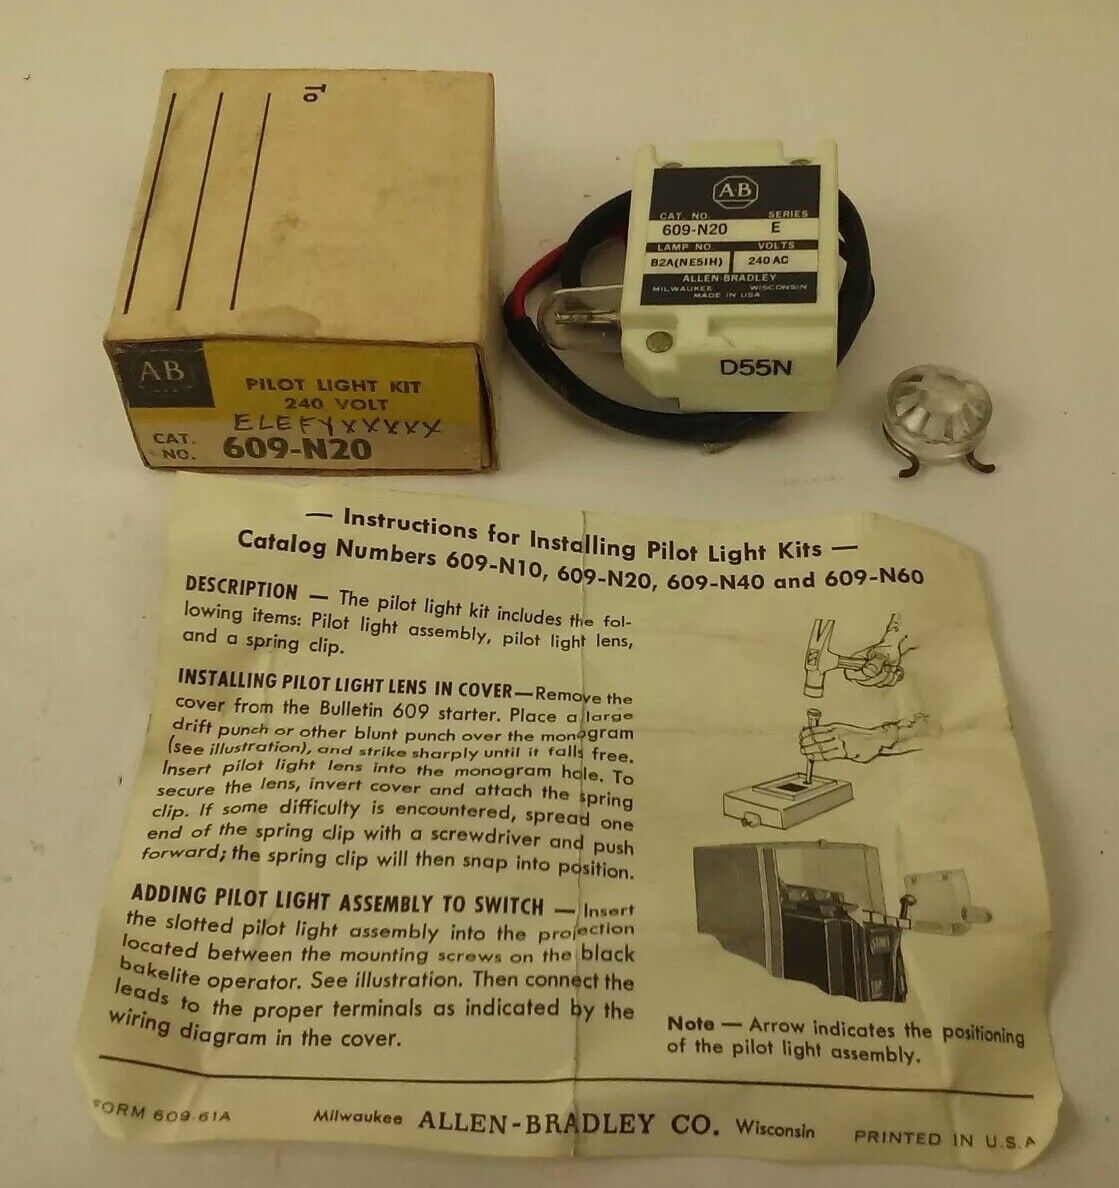 To
A-B
PILOT LIGHT KIT
240 VOLT
ELEFYXXXXX
CAT. NO. 609-N20
A-B
CAT. NO. SERIES
609-N20 E
LAMP NO. VOLTS
B2A(NE51H) 240 AC
ALLEN-BRADLEY
MILWAUKEE WISCONSIN
MADE IN USA
D55N
— Instructions for Installing Pilot Light Kits —
Catalog Numbers 609-N10, 609-N20, 609-N40 and 609-N60
DESCRIPTION — The pilot light kit includes the fol-
lowing items: Pilot light assembly, pilot light lens,
and a spring clip.
INSTALLING PILOT LIGHT LENS IN COVER—Remove the
cover from the Bulletin 609 starter. Place a large
drift punch or other blunt punch over the monogram
(see illustration), and strike sharply until it falls free.
Insert pilot light lens into the monogram hole. To
secure the lens, invert cover and attach the spring
clip. If some difficulty is encountered, spread one
end of the spring clip with a screwdriver and push
forward; the spring clip will then snap into position.
ADDING PILOT LIGHT ASSEMBLY TO SWITCH — Insert
the slotted pilot light assembly into the projection
located between the mounting screws on the black
bakelite operator. See illustration. Then connect the
leads to the proper terminals as indicated by the
wiring diagram in the cover.
Note — Arrow indicates the positioning
of the pilot light assembly.
FORM 609-61A Milwaukee ALLEN-BRADLEY CO. Wisconsin PRINTED IN U.S.A